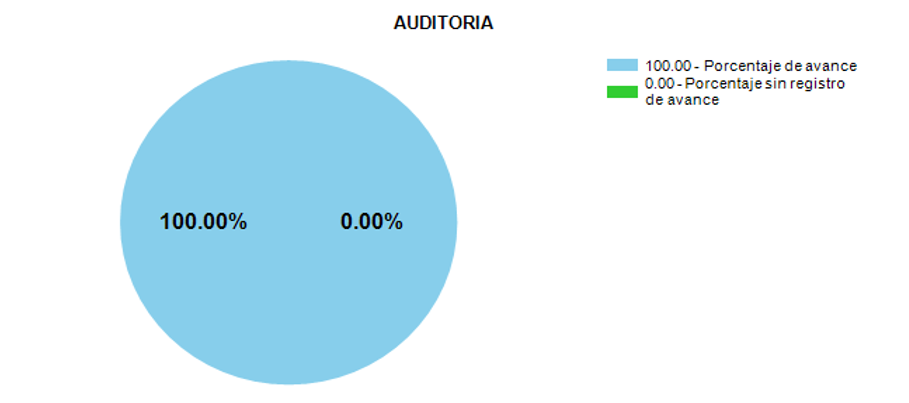 AUDITORIA
100.00 - Porcentaje de avance
0.00 - Porcentaje sin registro
de avance
100.00%
0.00%